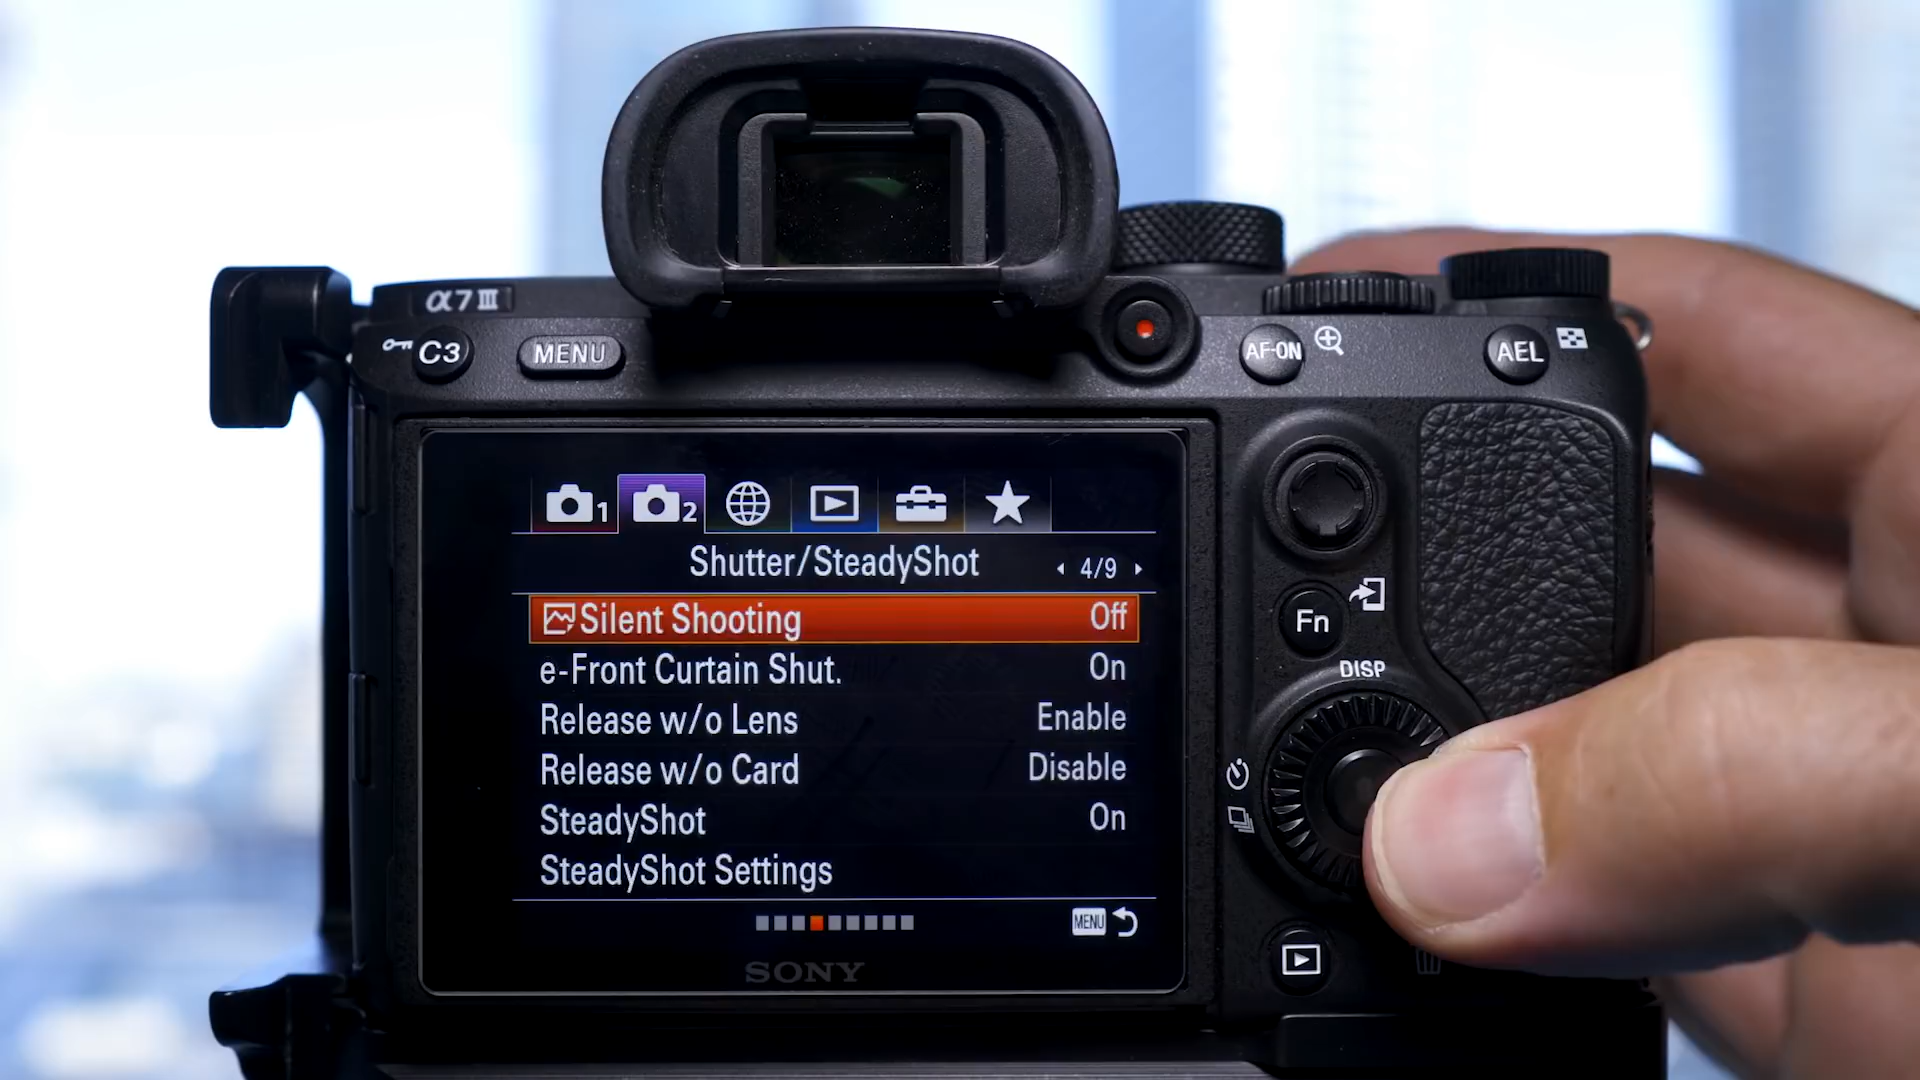 α7III
C3
MENU
AF-ON
AEL
1
2
Shutter/SteadyShot 4/9
Silent Shooting Off
e-Front Curtain Shut. On
Release w/o Lens Enable
Release w/o Card Disable
SteadyShot On
SteadyShot Settings
MENU
SONY
Fn
DISP